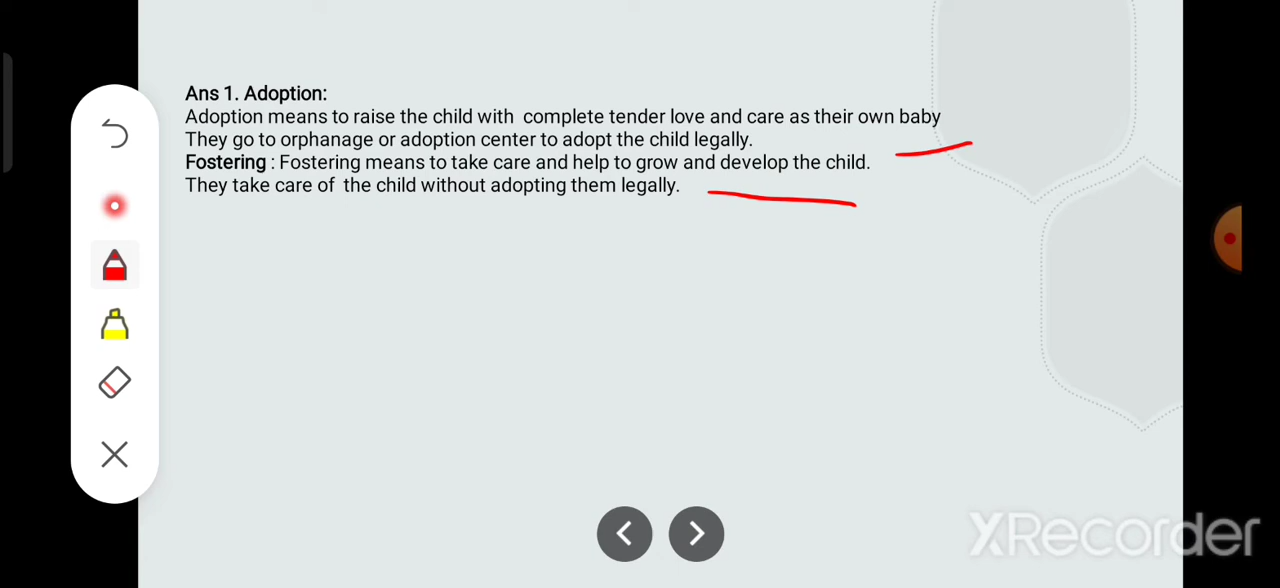 Ans 1. Adoption:
Adoption means to raise the child with complete tender love and care as their own baby
They go to orphanage or adoption center to adopt the child legally.
Fostering : Fostering means to take care and help to grow and develop the child.
They take care of the child without adopting them legally.
XRecorder